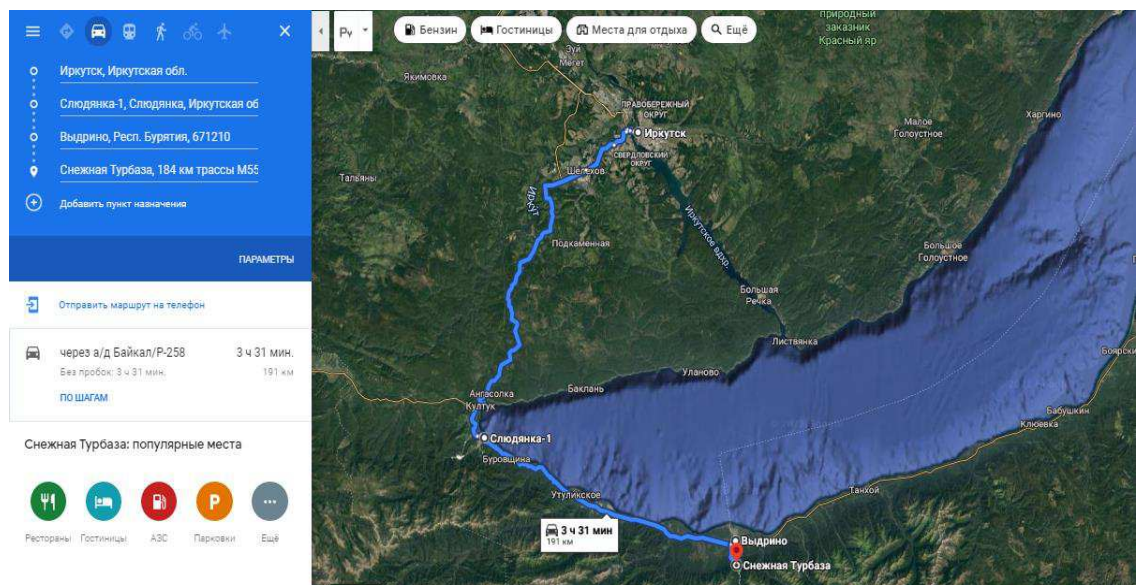 Иркутск, Иркутская обл.
Слюдянка-1, Слюдянка, Иркутская об
Выдрино, Респ. Бурятия, 671210
Снежная Турбаза, 184 км трассы М55
Добавить пункт назначения
ПАРАМЕТРЫ
Отправить маршрут на телефон
через а/д Байкал/Р-258 3 ч 31 мин.
Без пробок: 3 ч 31 мин. 191 км
ПО ШАГАМ
Снежная Турбаза: популярные места
P
Рестораны Гостиницы АЗС Парковки Ещё
Бензин Гостиницы Места для отдыха Ещё
природный
заказник
Красный яр
Зуй
Мегет
Якимовка
Харгино
ПРАВОБЕРЕЖНЫЙ
ОКРУГ
Иркутск
Малое
Голоустное
СВЕРДЛОВСКИЙ
ОКРУГ
Шелехов
Тальяны
Иркут
Иркутское вдхр.
Подкаменная
Большое
Голоустное
Большая
Речка
Листвянка
Уланово
Баклань
Ангасолка
Култук
Бабушкин
Клюевка
Слюдянка-1
Буровщина
Утуликское
Танхой
3 ч 31 мин
191 км
Выдрино
Снежная Турбаза